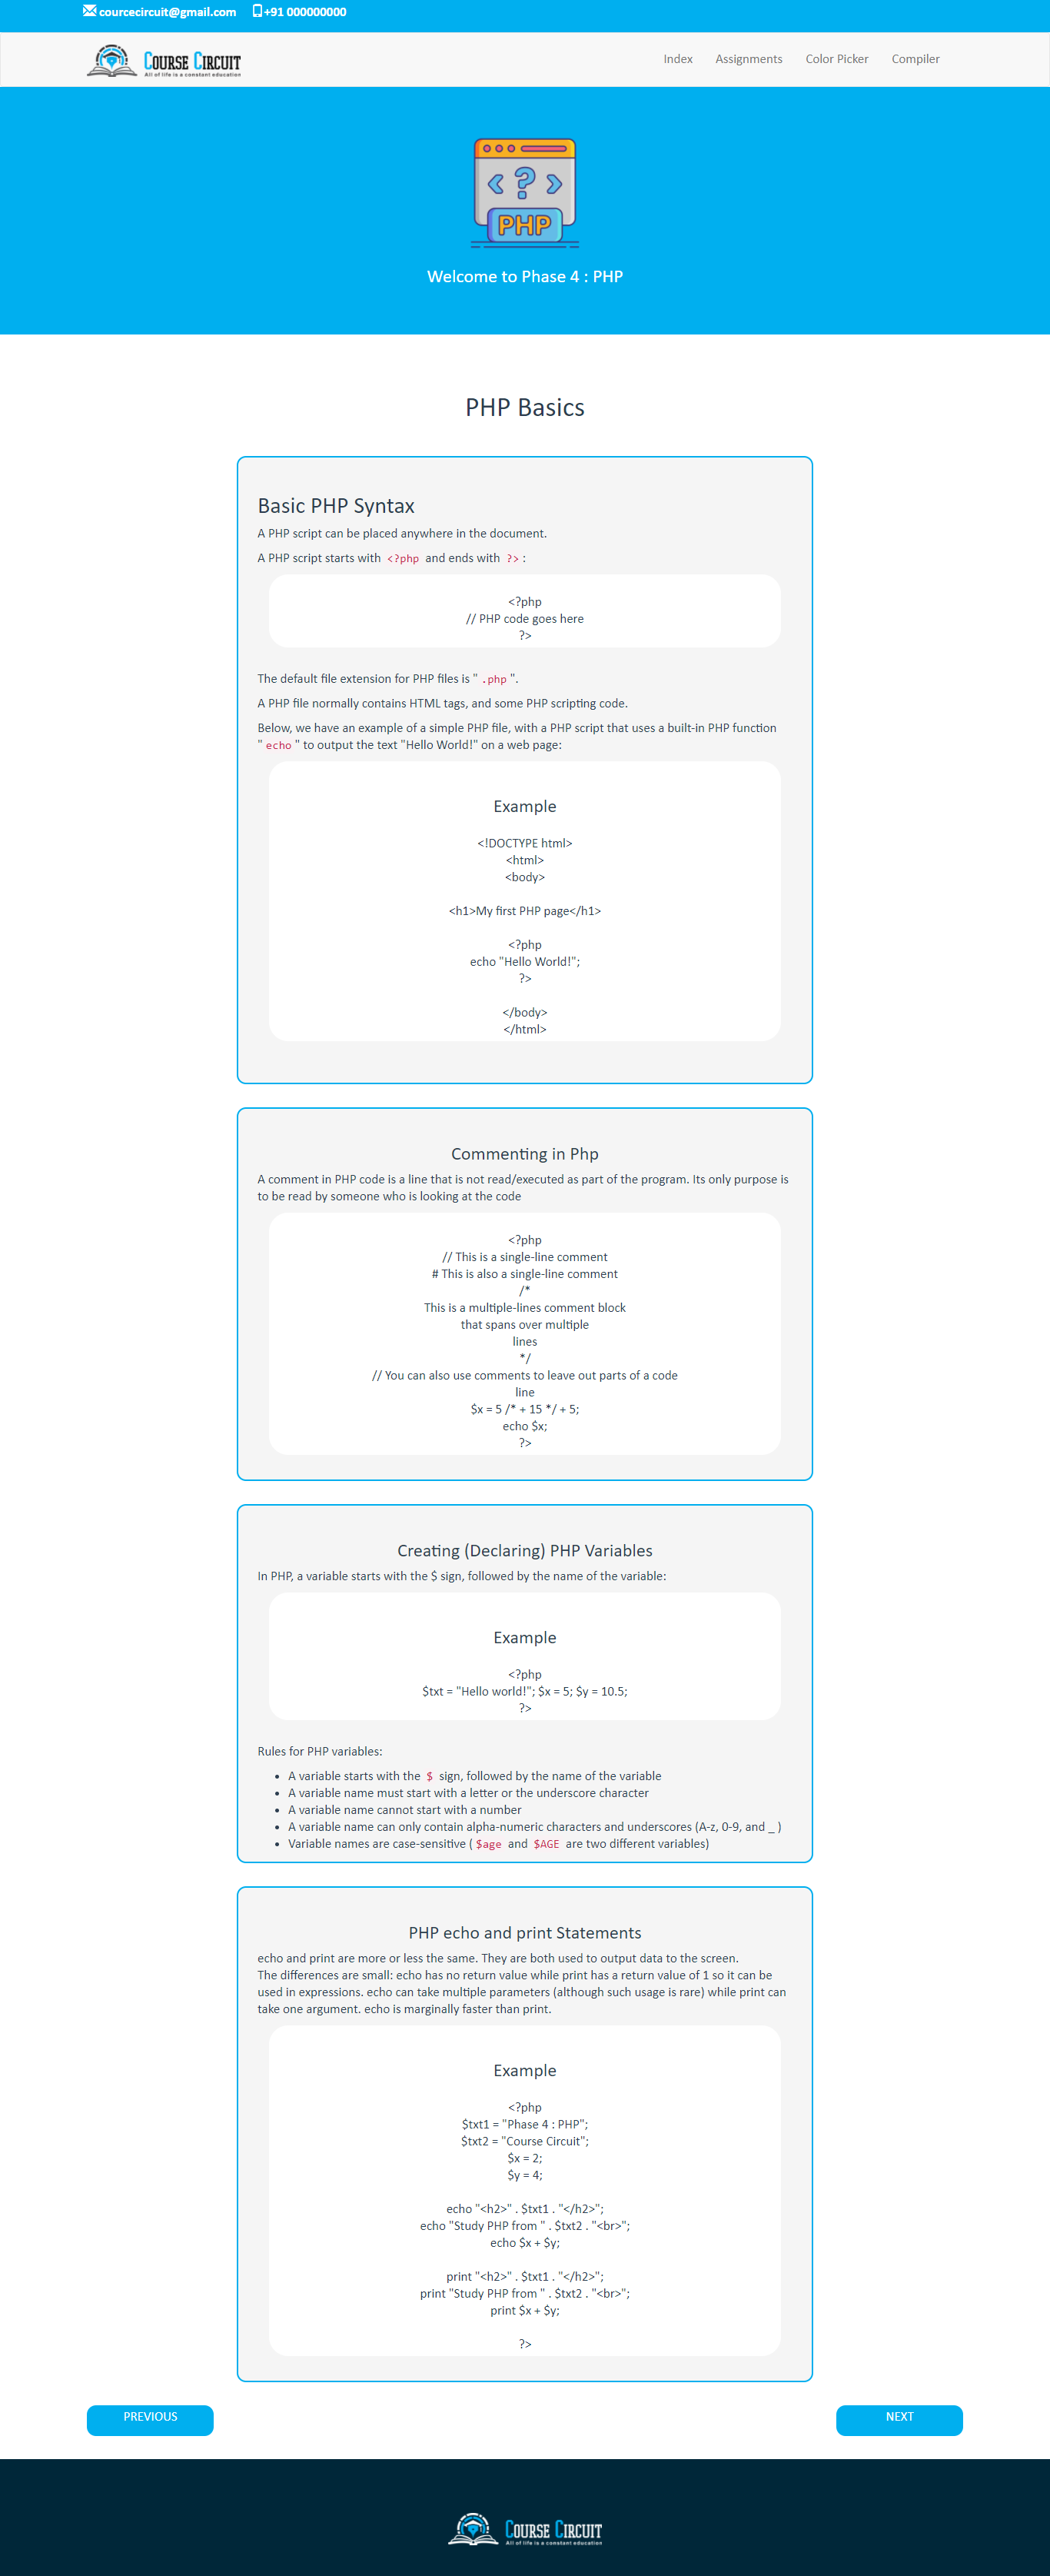 courcecircuit@gmail.com +91 000000000
COURSE CIRCUIT
All of life is a constant education
Index Assignments Color Picker Compiler
< ? >
PHP
Welcome to Phase 4 : PHP
PHP Basics
Basic PHP Syntax
A PHP script can be placed anywhere in the document.
A PHP script starts with <?php and ends with ?> :
<?php
// PHP code goes here
?>
The default file extension for PHP files is " .php ".
A PHP file normally contains HTML tags, and some PHP scripting code.
Below, we have an example of a simple PHP file, with a PHP script that uses a built-in PHP function
" echo " to output the text "Hello World!" on a web page:
Example
<!DOCTYPE html>
<html>
<body>
<h1>My first PHP page</h1>
<?php
echo "Hello World!";
?>
</body>
</html>
Commenting in Php
A comment in PHP code is a line that is not read/executed as part of the program. Its only purpose is
to be read by someone who is looking at the code
<?php
// This is a single-line comment
# This is also a single-line comment
/*
This is a multiple-lines comment block
that spans over multiple
lines
*/
// You can also use comments to leave out parts of a code
line
$x = 5 /* + 15 */ + 5;
echo $x;
?>
Creating (Declaring) PHP Variables
In PHP, a variable starts with the $ sign, followed by the name of the variable:
Example
<?php
$txt = "Hello world!"; $x = 5; $y = 10.5;
?>
Rules for PHP variables:
• A variable starts with the $ sign, followed by the name of the variable
• A variable name must start with a letter or the underscore character
• A variable name cannot start with a number
• A variable name can only contain alpha-numeric characters and underscores (A-z, 0-9, and _ )
• Variable names are case-sensitive ( $age and $AGE are two different variables)
PHP echo and print Statements
echo and print are more or less the same. They are both used to output data to the screen.
The differences are small: echo has no return value while print has a return value of 1 so it can be
used in expressions. echo can take multiple parameters (although such usage is rare) while print can
take one argument. echo is marginally faster than print.
Example
<?php
$txt1 = "Phase 4 : PHP";
$txt2 = "Course Circuit";
$x = 2;
$y = 4;
echo "<h2>" . $txt1 . "</h2>";
echo "Study PHP from " . $txt2 . "<br>";
echo $x + $y;
print "<h2>" . $txt1 . "</h2>";
print "Study PHP from " . $txt2 . "<br>";
print $x + $y;
?>
PREVIOUS NEXT
COURSE CIRCUIT
All of life is a constant education